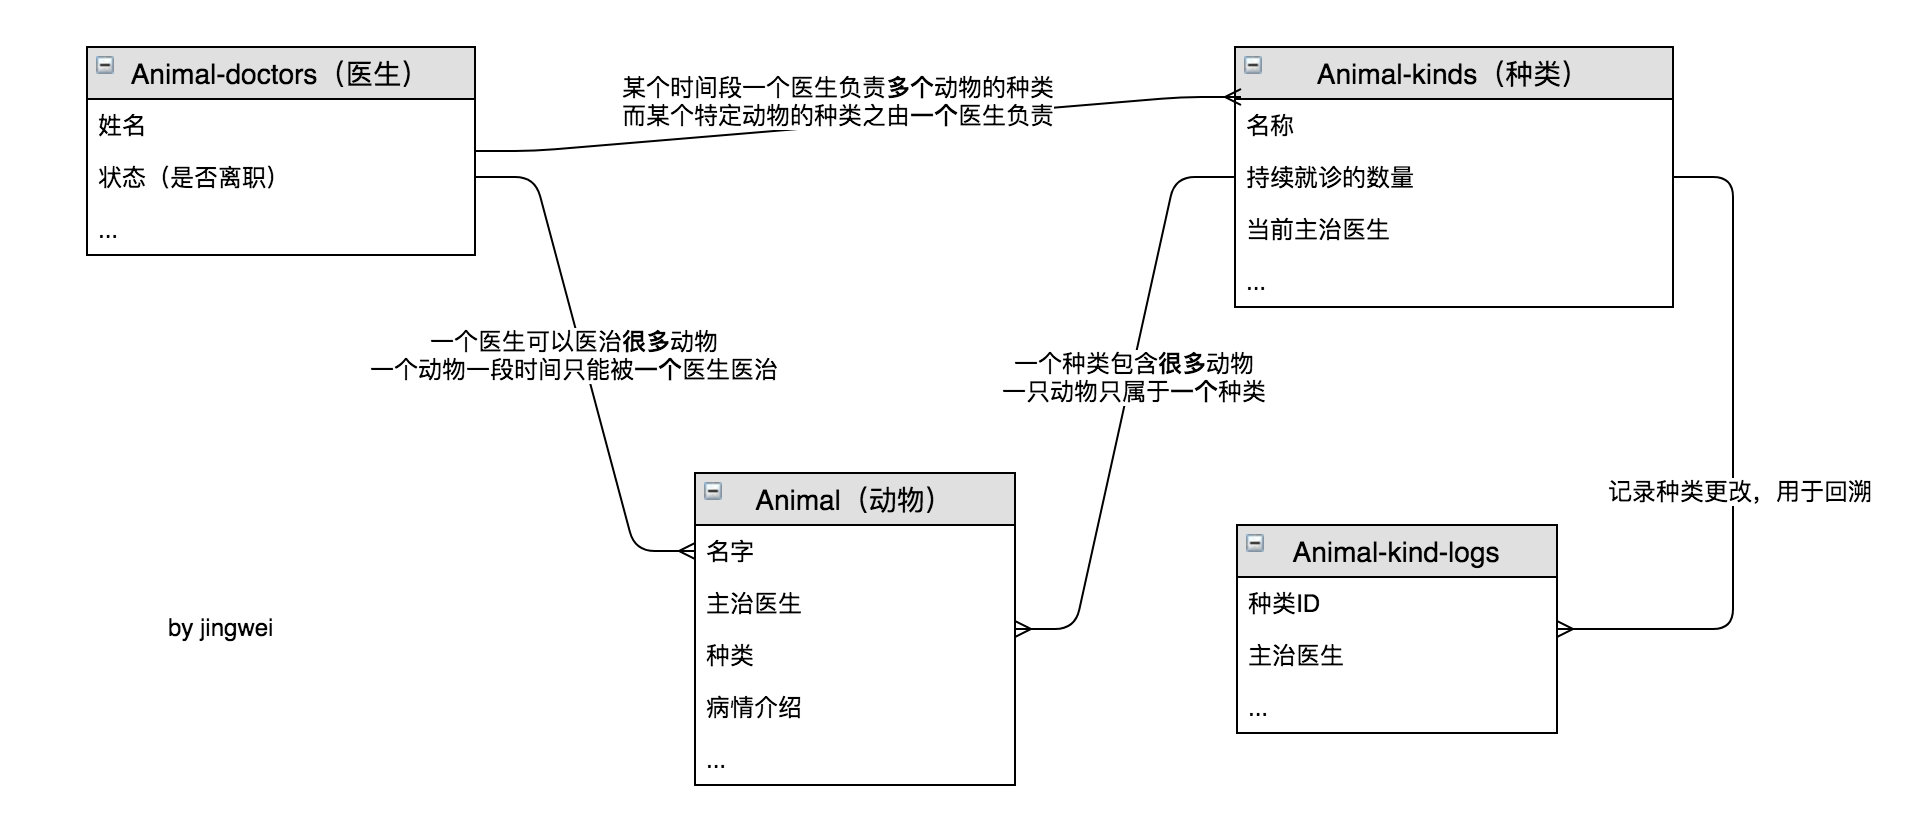 Animal-doctors（医生）
姓名
状态（是否离职）
...
某个时间段一个医生负责多个动物的种类
而某个特定动物的种类之由一个医生负责
Animal-kinds（种类）
名称
持续就诊的数量
当前主治医生
...
一个医生可以医治很多动物
一个动物一段时间只能被一个医生医治
一个种类包含很多动物
一只动物只属于一个种类
Animal（动物）
名字
主治医生
种类
病情介绍
...
记录种类更改，用于回溯
Animal-kind-logs
种类ID
主治医生
...
by jingwei